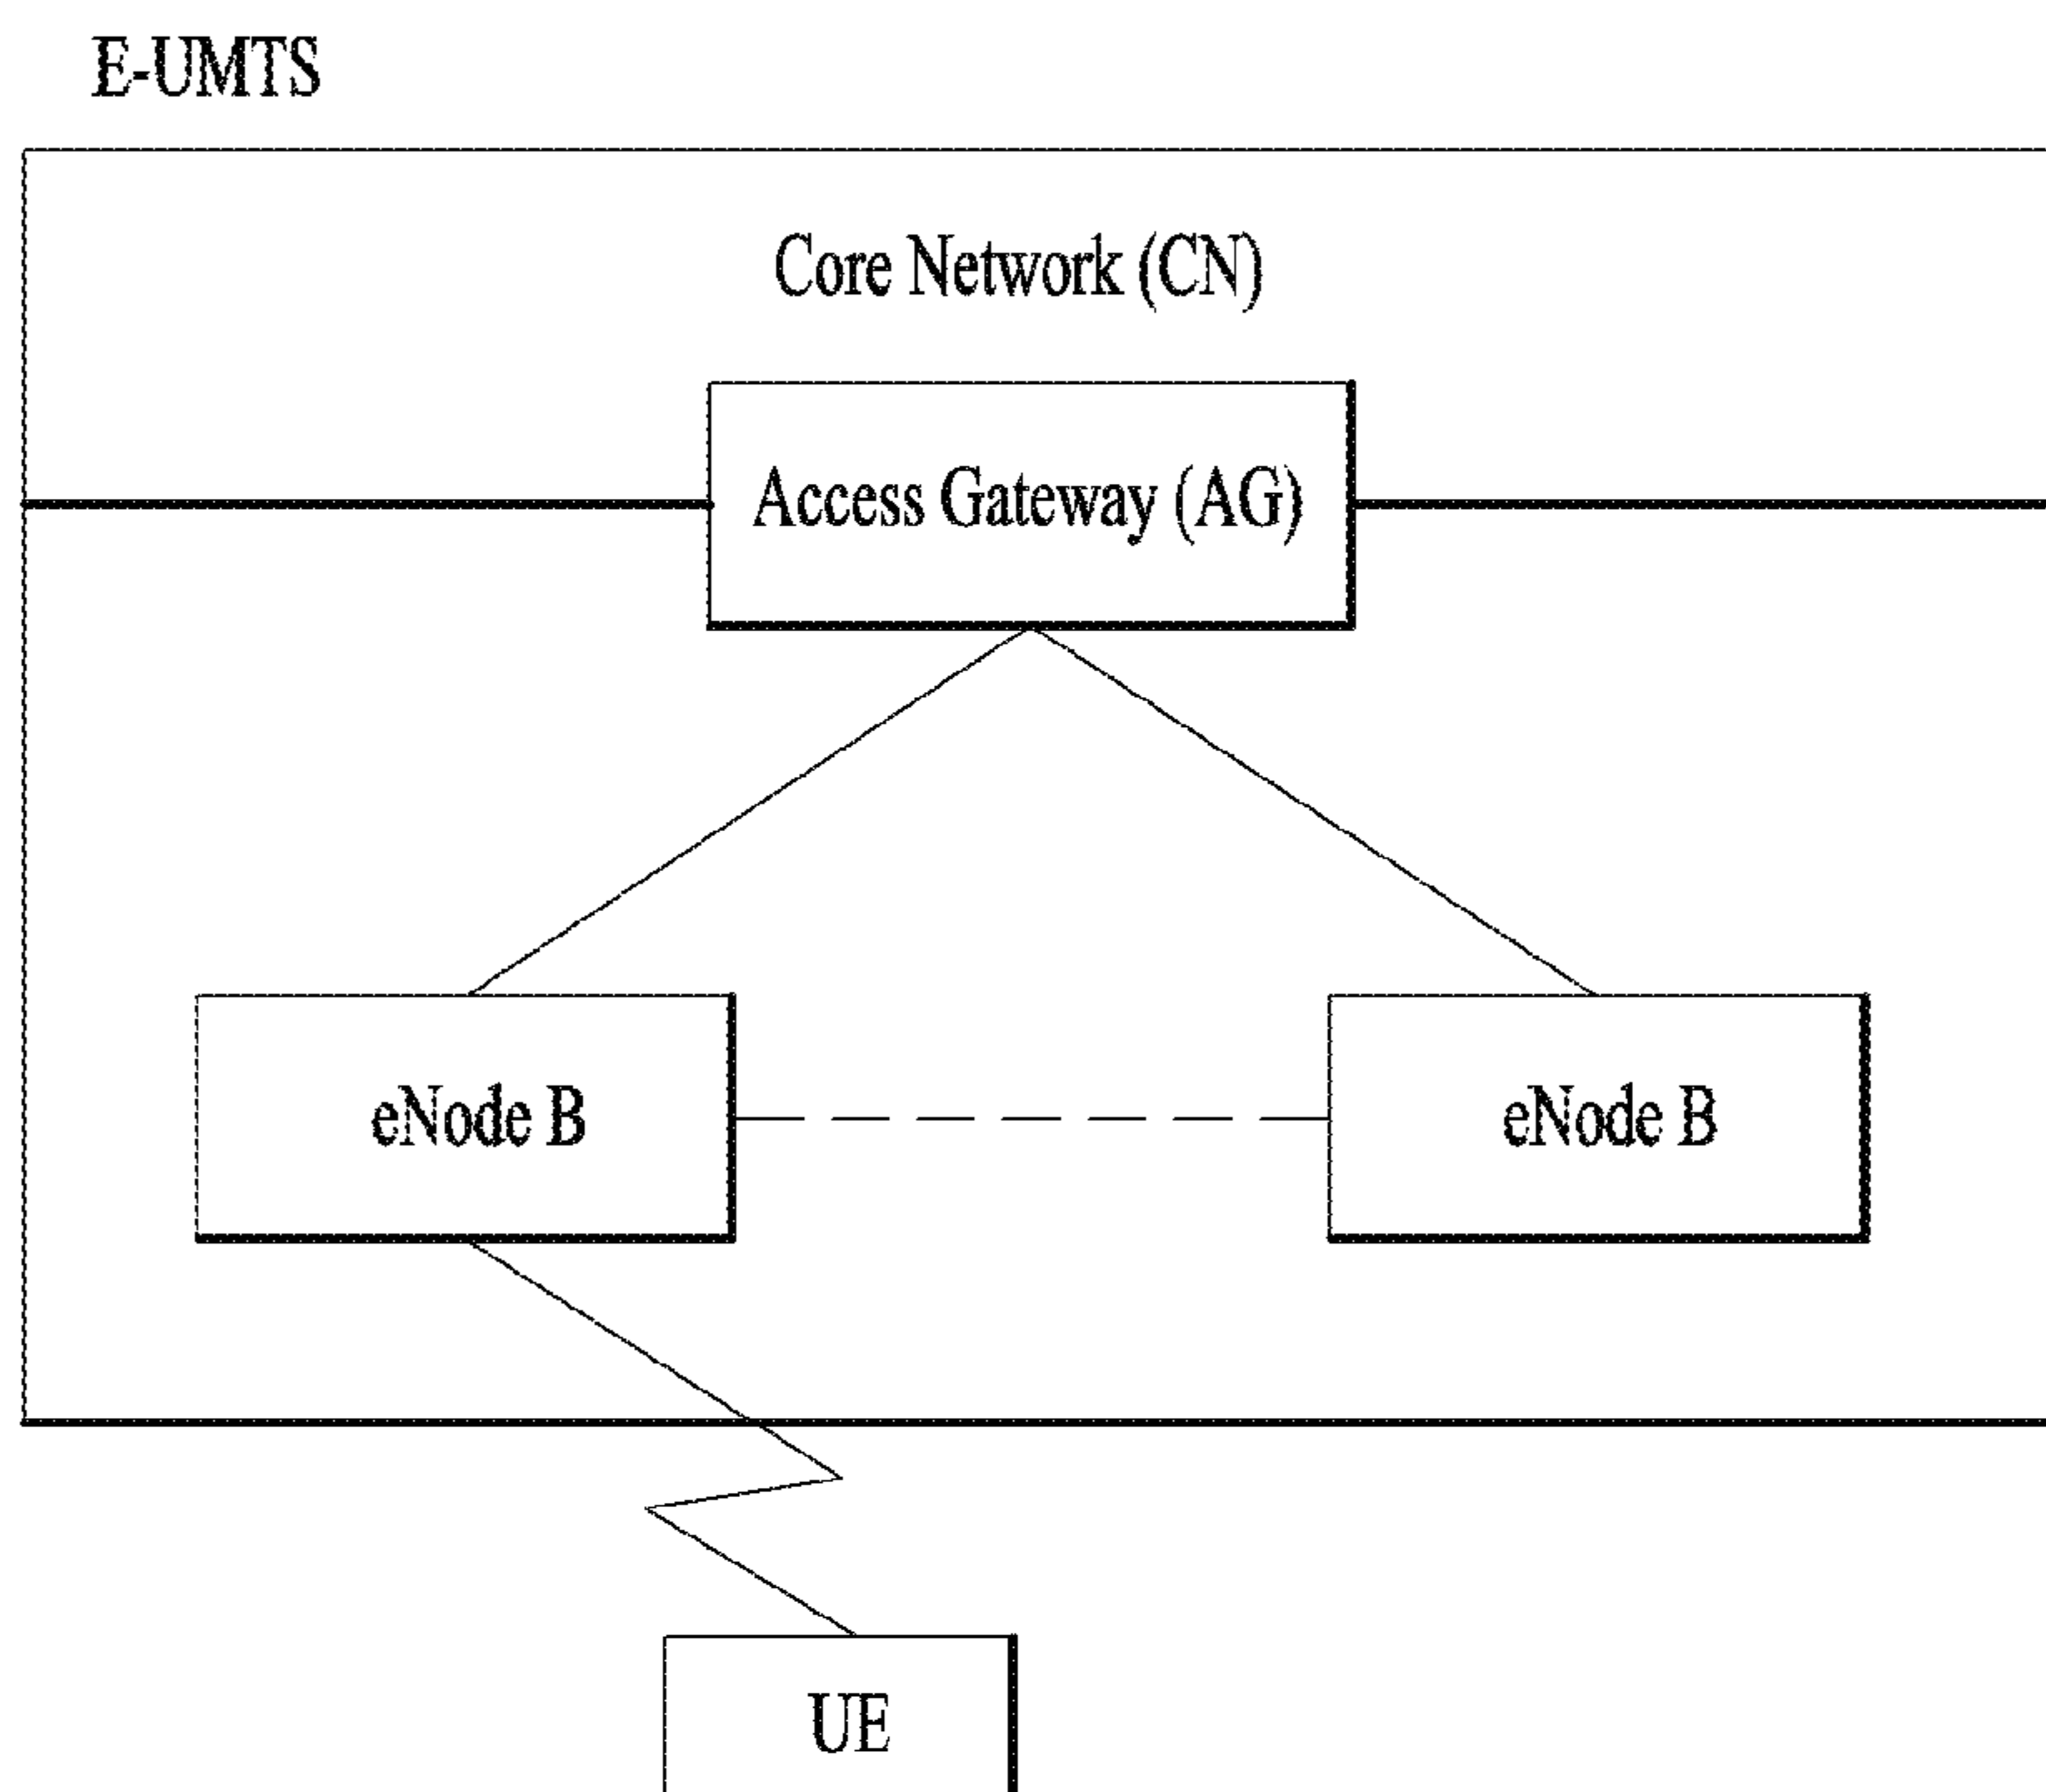 E-UMTS
Core Network (CN)
Access Gateway (AG)
eNode B
eNode B
UE